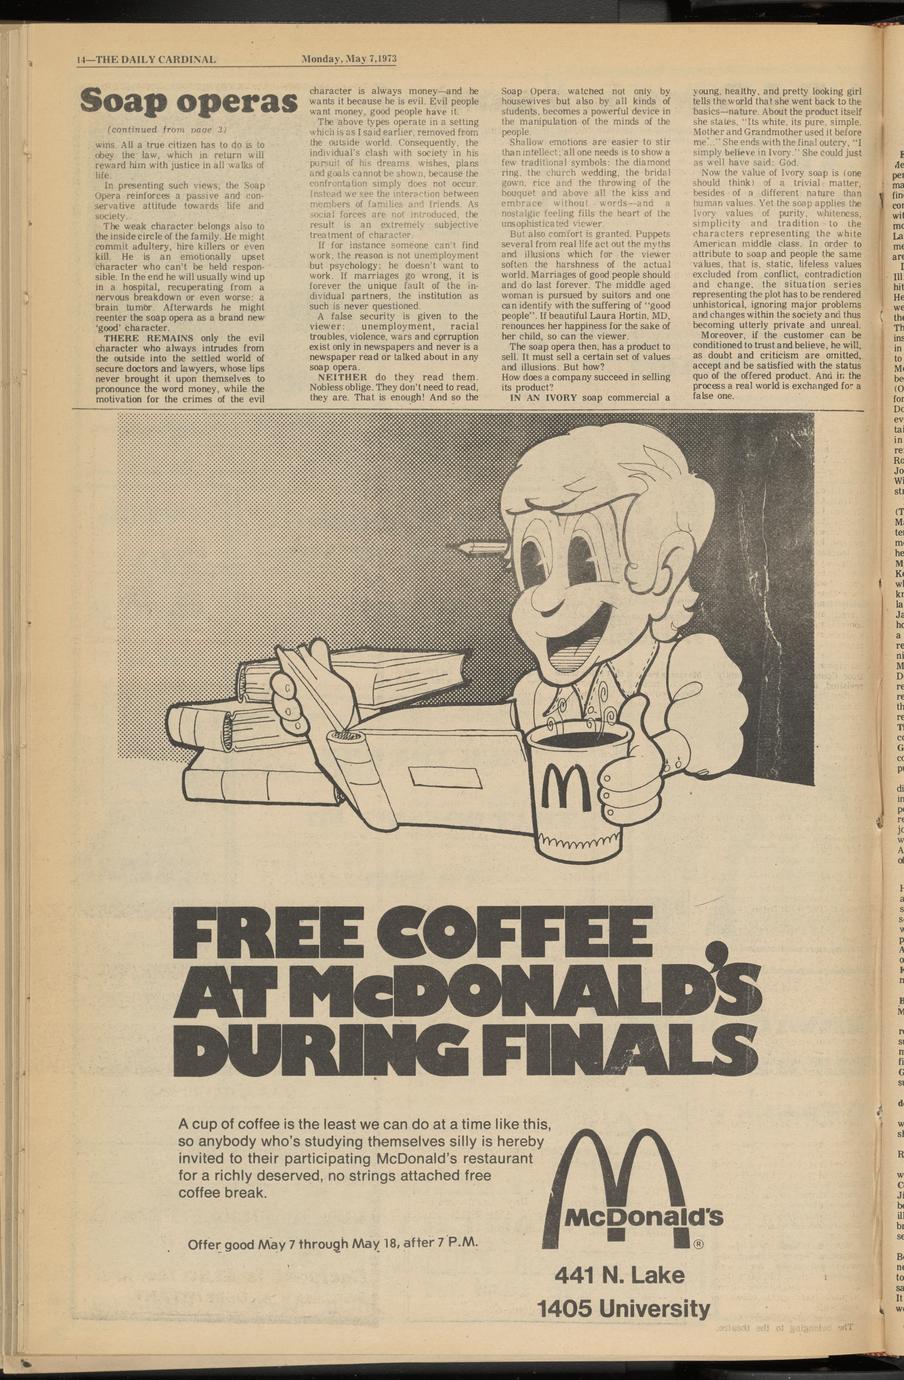 14—THE DAILY CARDINAL
Monday, May 7,1973
Soap operas
(continued from page 3)
wins. All a true citizen has to do is to
obey the law, which in return will
reward him with justice in all walks of
life.
In presenting such views, the Soap
Opera reinforces a passive and con-
servative attitude towards life and
society.
The weak character belongs also to
the inside circle of the family. He might
commit adultery, hire killers or even
kill. He is an emotionally upset
character who can't be held respon-
sible. In the end he will usually wind up
in a hospital, recuperating from a
nervous breakdown or even worse: a
brain tumor. Afterwards he might
reenter the soap opera as a brand new
'good' character.
THERE REMAINS only the evil
character who always intrudes from
the outside into the settled world of
secure doctors and lawyers, whose lips
never brought it upon themselves to
pronounce the word money, while the
motivation for the crimes of the evil
character is always money—and he
wants it because he is evil. Evil people
want money, good people have it.
The above types operate in a setting
which is as I said earlier, removed from
the outside world. Consequently, the
individual's clash with society in his
pursuit of his dreams, wishes, plans
and goals cannot be shown, because the
confrontation simply does not occur.
Instead we see the interaction between
members of families and friends. As
social forces are not introduced, the
result is an extremely subjective
treatment of character.
If for instance someone can't find
work, the reason is not unemployment
but psychology; he doesn't want to
work. If marriages go wrong, it is
forever the unique fault of the in-
dividual partners, the institution as
such is never questioned.
A false security is given to the
viewer: unemployment, racial
troubles, violence, wars and corruption
exist only in newspapers and never is a
newspaper read or talked about in any
soap opera.
NEITHER do they read them.
Nobless oblige. They don't need to read,
they are. That is enough! And so the
Soap Opera, watched not only by
housewives but also by all kinds of
students, becomes a powerful device in
the manipulation of the minds of the
people.
Shallow emotions are easier to stir
than intellect; all one needs is to show a
few traditional symbols: the diamond
ring, the church wedding, the bridal
gown, rice and the throwing of the
bouquet and above all the kiss and
embrace without words—and a
nostalgic feeling fills the heart of the
unsophisticated viewer.
But also comfort is granted. Puppets
several from real life act out the myths
and illusions which for the viewer
soften the harshness of the actual
world. Marriages of good people should
and do last forever. The middle aged
woman is pursued by suitors and one
can identify with the suffering of "good
people". If beautiful Laura Hortin, MD,
renounces her happiness for the sake of
her child, so can the viewer.
The soap opera then, has a product to
sell. It must sell a certain set of values
and illusions. But how?
How does a company succeed in selling
its product?
IN AN IVORY soap commercial a
young, healthy, and pretty looking girl
tells the world that she went back to the
basics—nature. About the product itself
she states, "Its white, its pure, simple,
Mother and Grandmother used it before
me'..." She ends with the final outcry, "I
simply believe in Ivory." She could just
as well have said: God.
Now the value of Ivory soap is (one
should think) of a trivial matter,
besides of a different nature than
human values. Yet the soap applies the
Ivory values of purity, whiteness,
simplicity and tradition to the
characters representing the white
American middle class. In order to
attribute to soap and people the same
values, that is, static, lifeless values
excluded from conflict, contradiction
and change, the situation series
representing the plot has to be rendered
unhistorical, ignoring major problems
and changes within the society and thus
becoming utterly private and unreal.
Moreover, if the customer can be
conditioned to trust and believe, he will,
as doubt and criticism are omitted,
accept and be satisfied with the status
quo of the offered product. And in the
process a real world is exchanged for a
false one.
FREE COFFEE
AT McDONALD'S
DURING FINALS
A cup of coffee is the least we can do at a time like this,
so anybody who's studying themselves silly is hereby
invited to their participating McDonald's restaurant
for a richly deserved, no strings attached free
coffee break.
Offer good May 7 through May 18, after 7 P.M.
McDonald's
®
441 N. Lake
1405 University